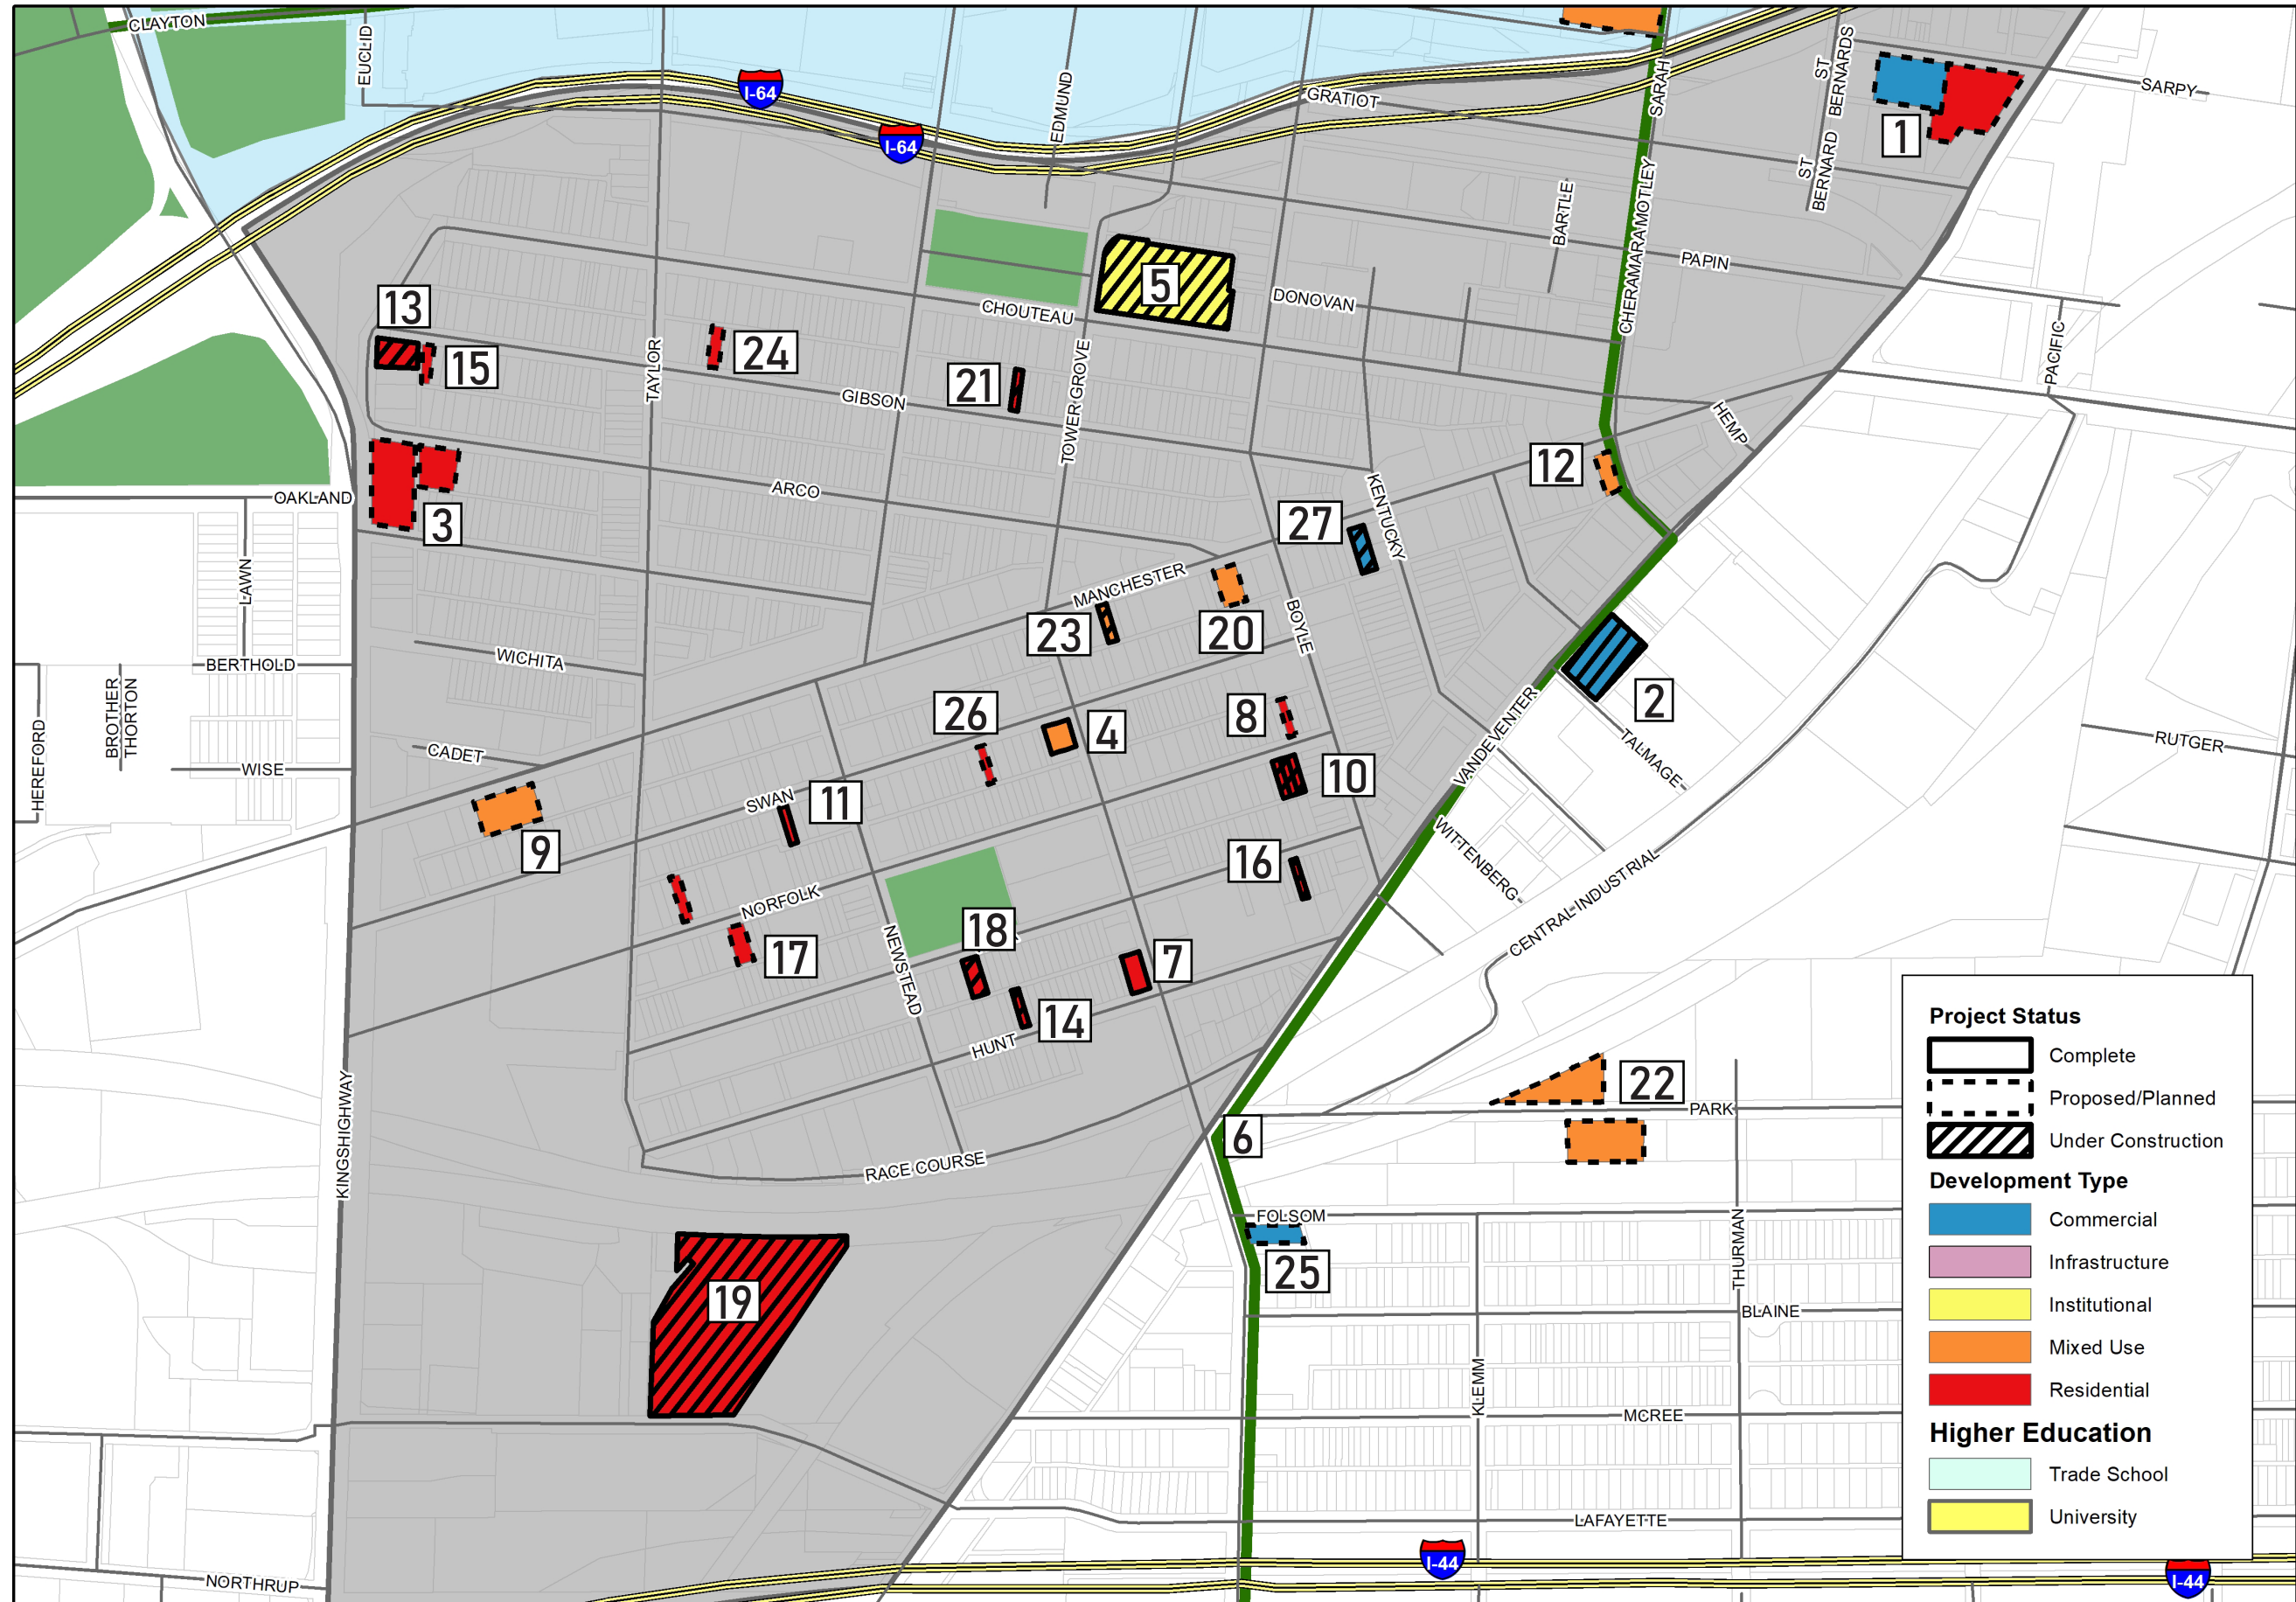 CLAYTON
EUCLID
I-64
I-64
EDMUND
GRATIOT
SARAH
ST
BERNARDS
ST
BERNARD
SARPY
1
BARTLE
CHERAMARAMOTLEY
PAPIN
5
DONOVAN
CHOUTEAU
13
15
TAYLOR
24
GIBSON
21
TOWER GROVE
PACIFIC
HEMP
12
OAKLAND
3
ARCO
27
KENTUCKY
LAWN
MANCHESTER
23
20
BOYLE
WICHITA
BERTHOLD
BROTHER
THORTON
HEREFORD
WISE
CADET
26
4
8
2
VANDEVENTER
TALMAGE
RUTGER
10
SWAN
11
9
16
WITTENBERG
CENTRAL INDUSTRIAL
NORFOLK
17
NEWSTEAD
18
7
14
HUNT
KINGSHIGHWAY
22
PARK
6
RACE COURSE
FOLSOM
25
THURMAN
BLAINE
19
KLEMM
MCREE
LAFAYETTE
I-44
I-44
NORTHRUP
Project Status
Complete
Proposed/Planned
Under Construction
Development Type
Commercial
Infrastructure
Institutional
Mixed Use
Residential
Higher Education
Trade School
University